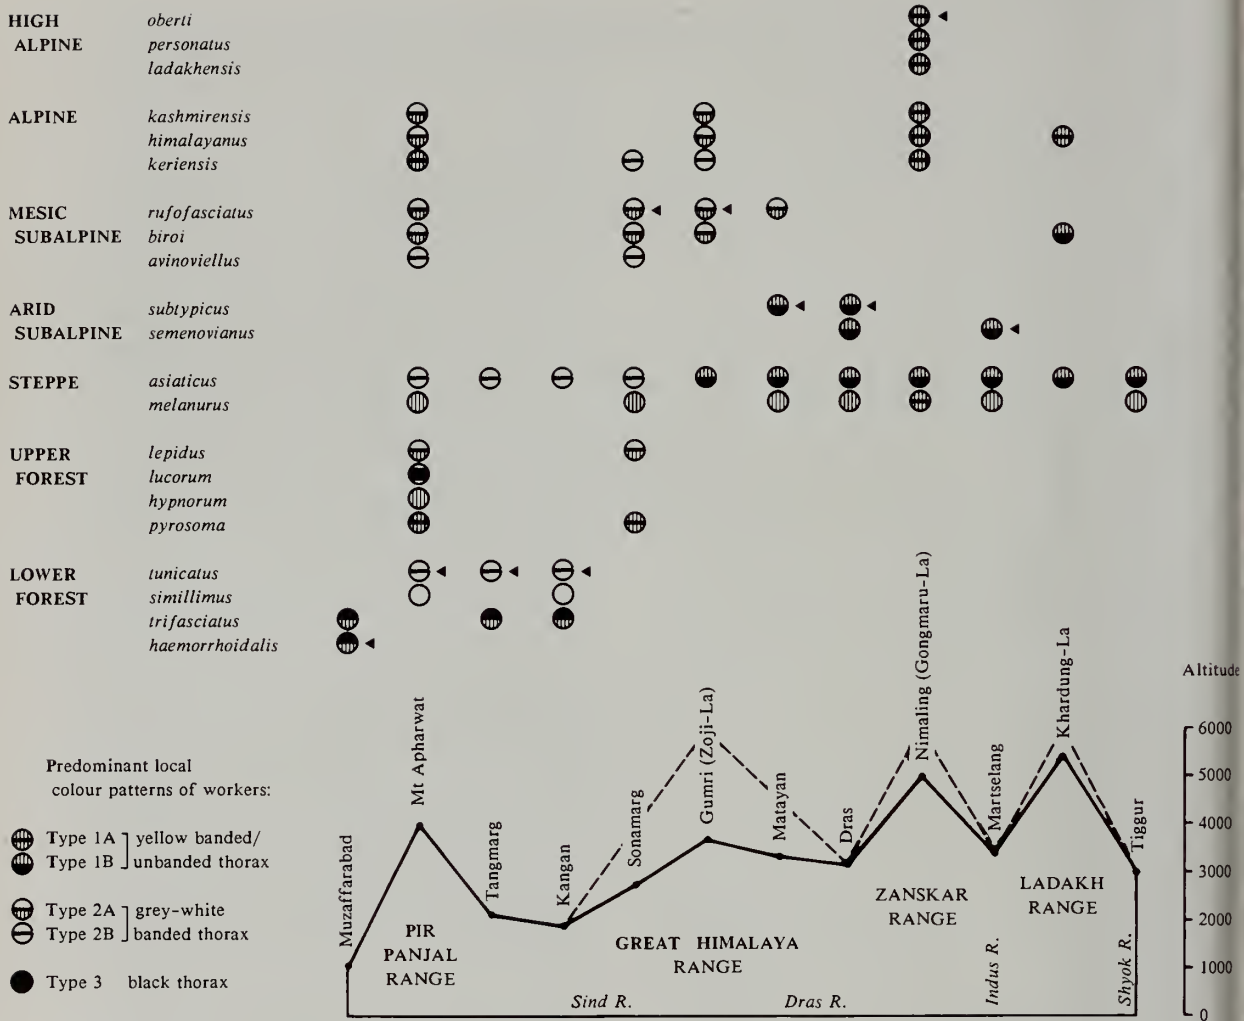 HIGH oberti
ALPINE personatus
ladakhensis
ALPINE kashmirensis
himalayanus
keriensis
MESIC rufofasciatus
SUBALPINE biroi
avinoviellus
ARID subtypicus
SUBALPINE semenovianus
STEPPE asiaticus
melanurus
UPPER lepidus
FOREST lucorum
hypnorum
pyrosoma
LOWER tunicatus
FOREST simillimus
trifasciatus
haemorrhoidalis
Predominant local
colour patterns of workers:
Type 1A yellow banded/
Type 1B unbanded thorax
Type 2A grey-white
Type 2B banded thorax
Type 3 black thorax
Muzaffarabad
Mt Apharwat
Tangmarg
Kangan
Sonamarg
Gumri (Zoji-La)
Matayan
Dras
Nimaling (Gongmaru-La)
Martselang
Khardung-La
Tiggur
PIR
PANJAL
RANGE
GREAT HIMALAYA
RANGE
ZANSKAR
RANGE
LADAKH
RANGE
Sind R.
Dras R.
Indus R.
Shyok R.
Altitude
6000
5000
4000
3000
2000
1000
0